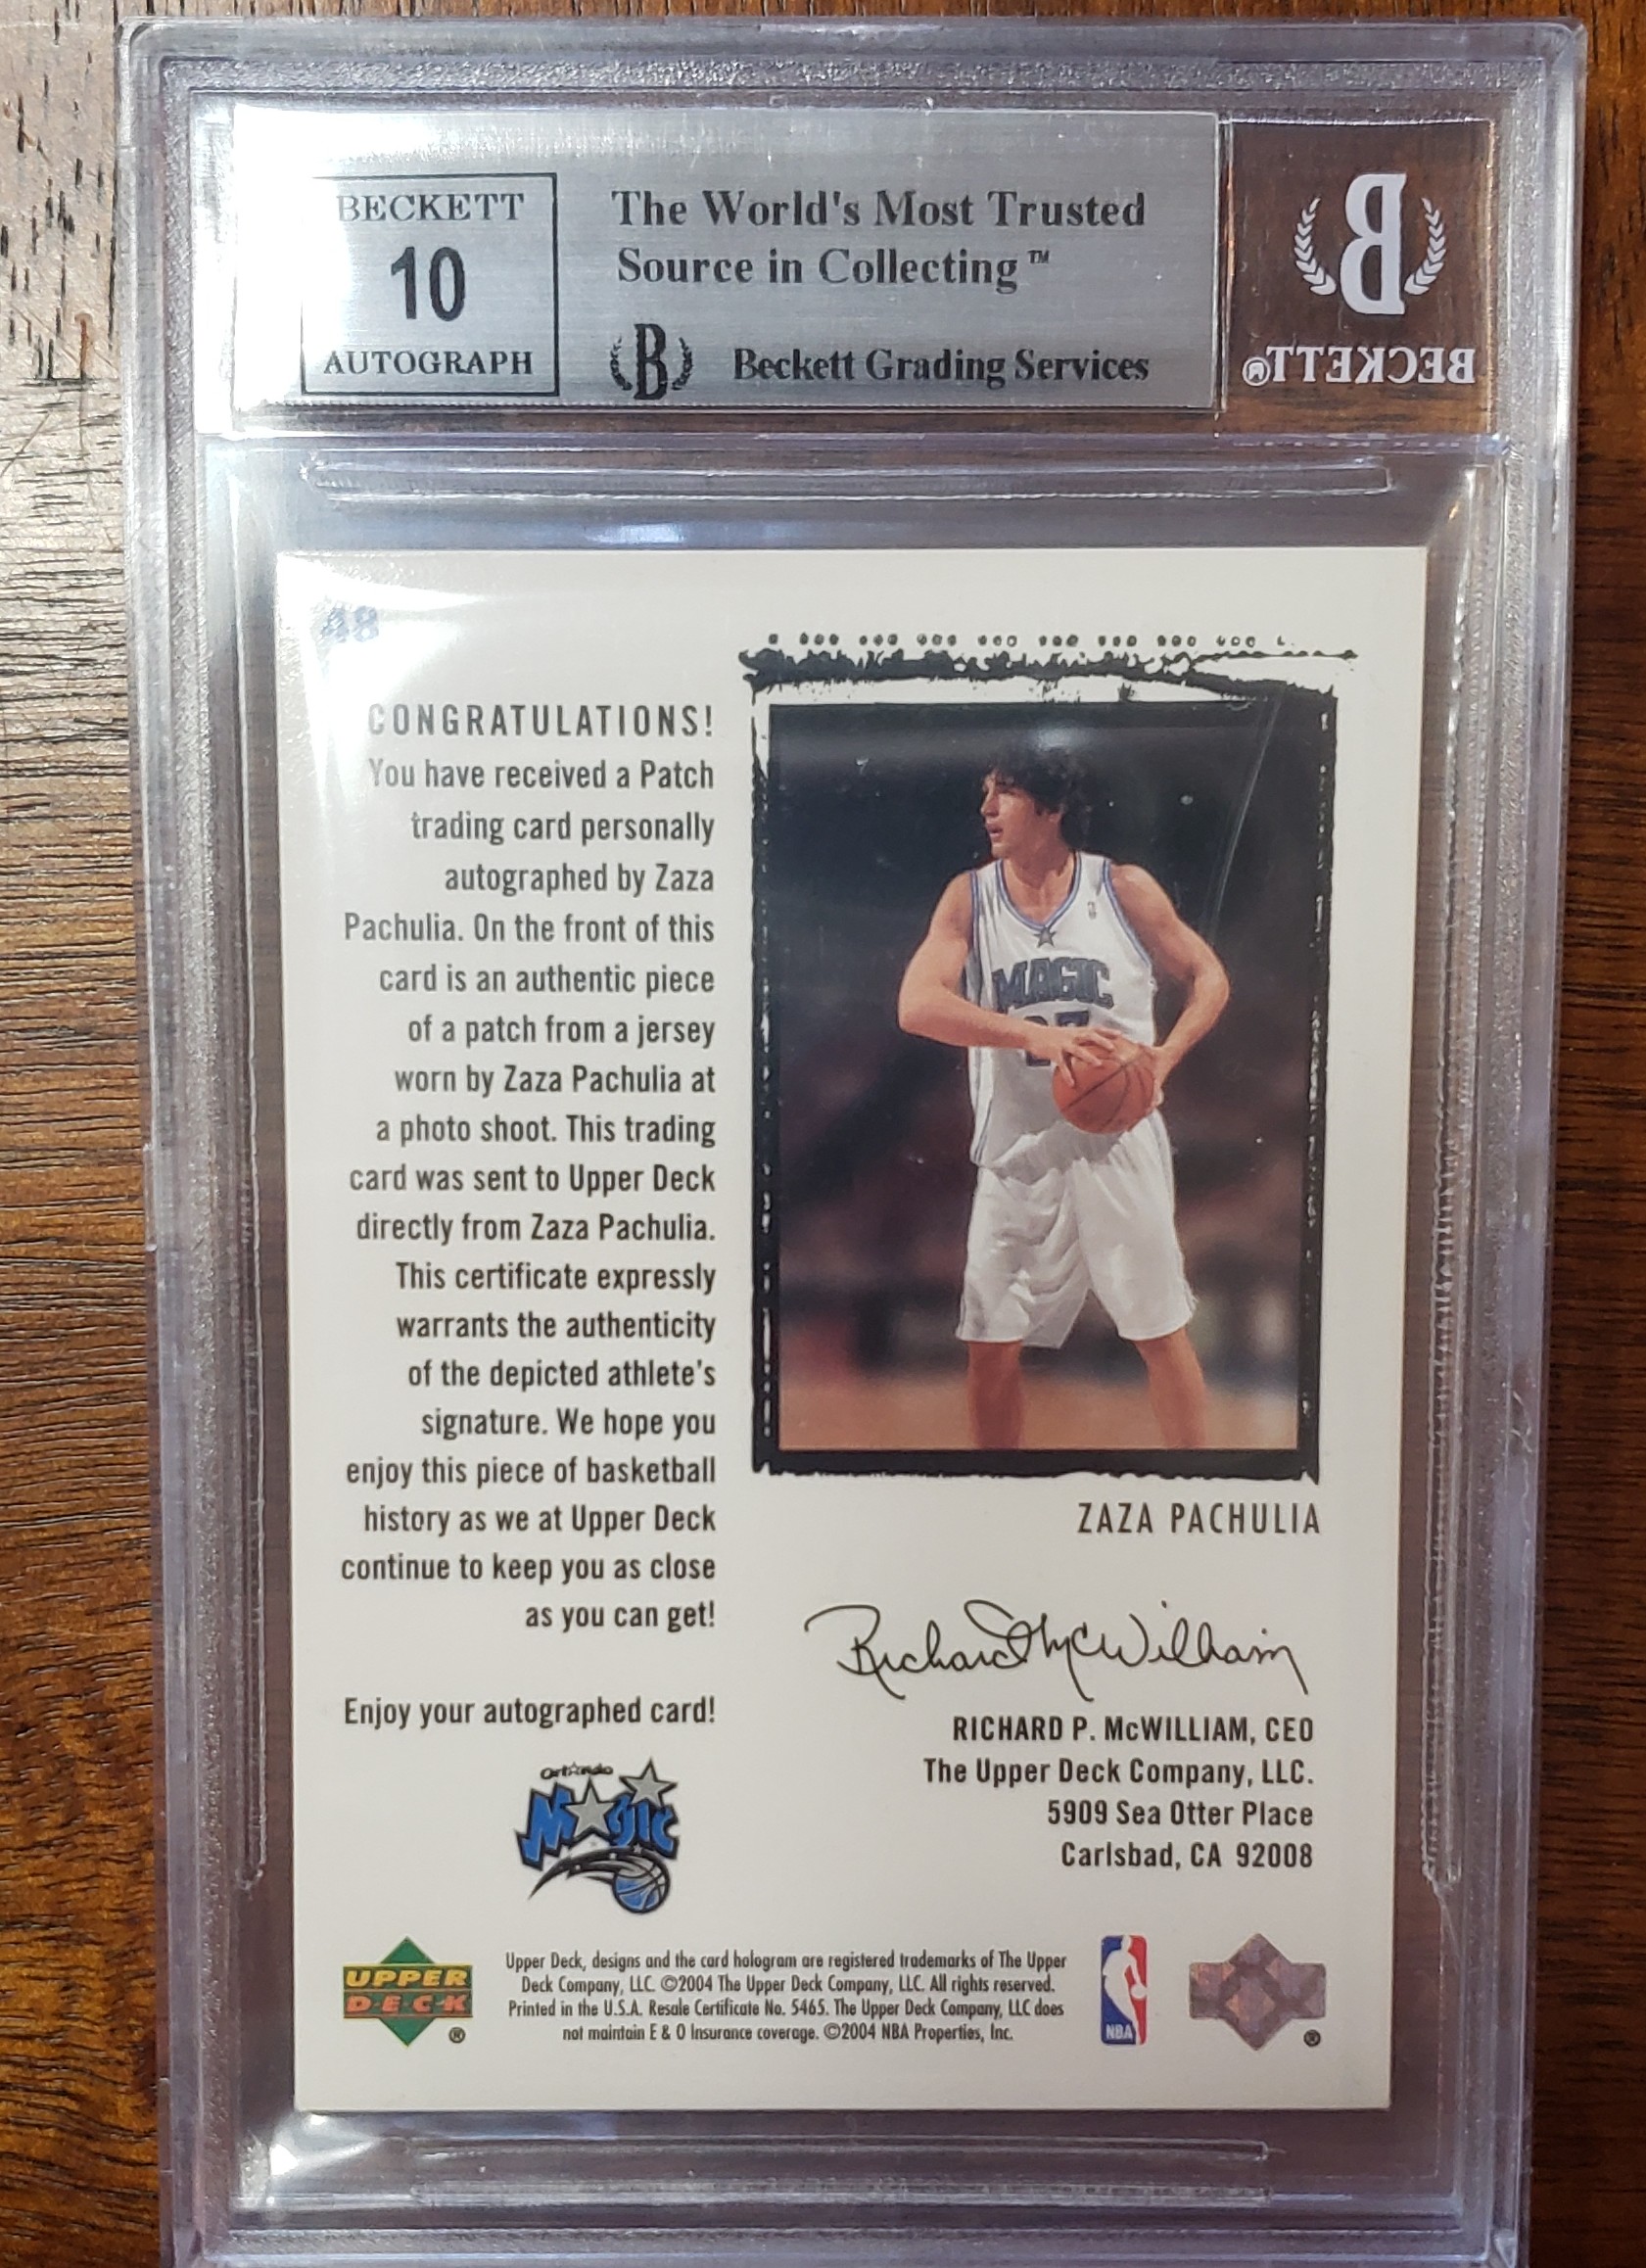 BECKETT
10
AUTOGRAPH
The World's Most Trusted
Source in Collecting™
B
Beckett Grading Services
B
BECKETT®
48
CONGRATULATIONS!
You have received a Patch
trading card personally
autographed by Zaza
Pachulia. On the front of this
card is an authentic piece
of a patch from a jersey
worn by Zaza Pachulia at
a photo shoot. This trading
card was sent to Upper Deck
directly from Zaza Pachulia.
This certificate expressly
warrants the authenticity
of the depicted athlete's
signature. We hope you
enjoy this piece of basketball
history as we at Upper Deck
continue to keep you as close
as you can get!
Enjoy your autographed card!
MAGIC
27
ZAZA PACHULIA
Richard McWilliam
RICHARD P. McWILLIAM, CEO
The Upper Deck Company, LLC.
5909 Sea Otter Place
Carlsbad, CA 92008
Orlando
Magic
UPPER
DECK
®
Upper Deck, designs and the card hologram are registered trademarks of The Upper
Deck Company, LLC. ©2004 The Upper Deck Company, LLC. All rights reserved.
Printed in the U.S.A. Resale Certificate No. 5465. The Upper Deck Company, LLC does
not maintain E & O Insurance coverage. ©2004 NBA Properties, Inc.
NBA
®